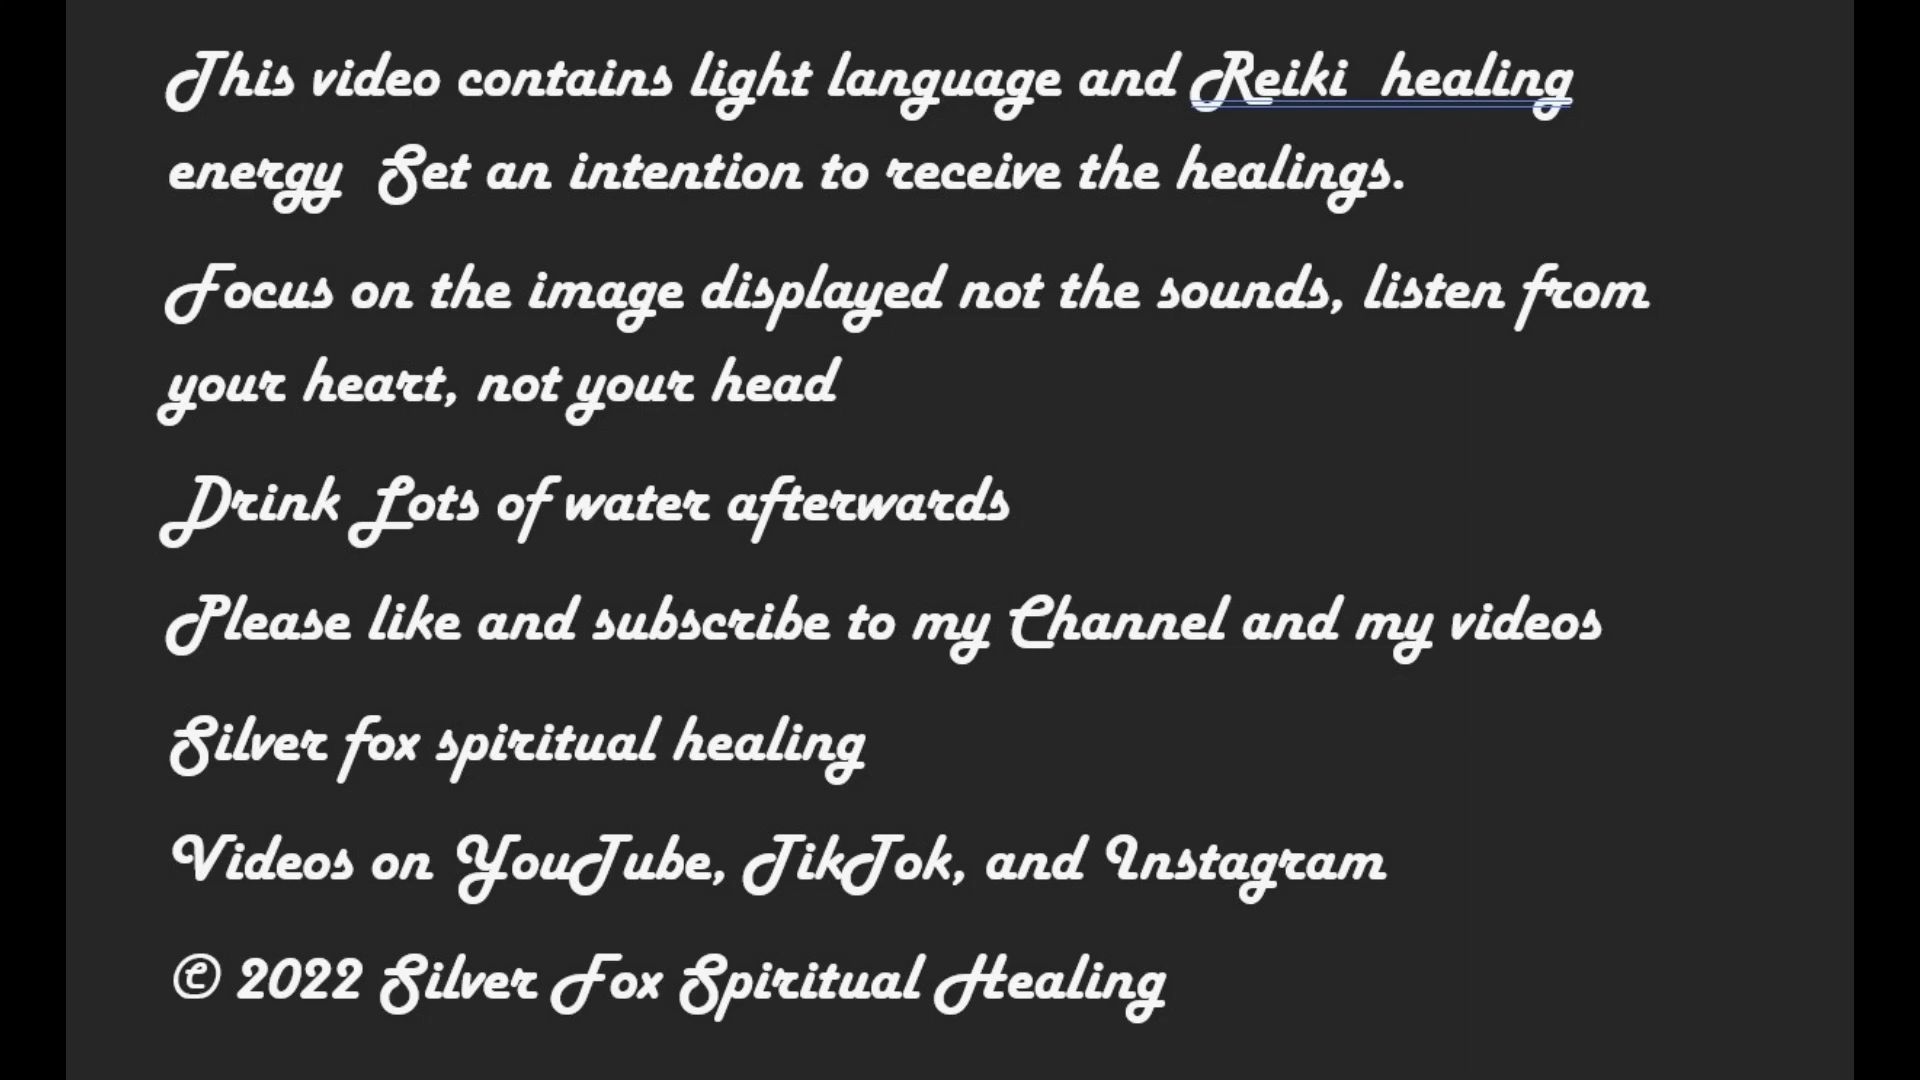 This video contains light language and Reiki  healing
energy  Set an intention to receive the healings.
Focus on the image displayed not the sounds, listen from
your heart, not your head
Drink Lots of water afterwards
Please like and subscribe to my Channel and my videos
Silver fox spiritual healing
Videos on YouTube, TikTok, and Instagram
© 2022 Silver Fox Spiritual Healing